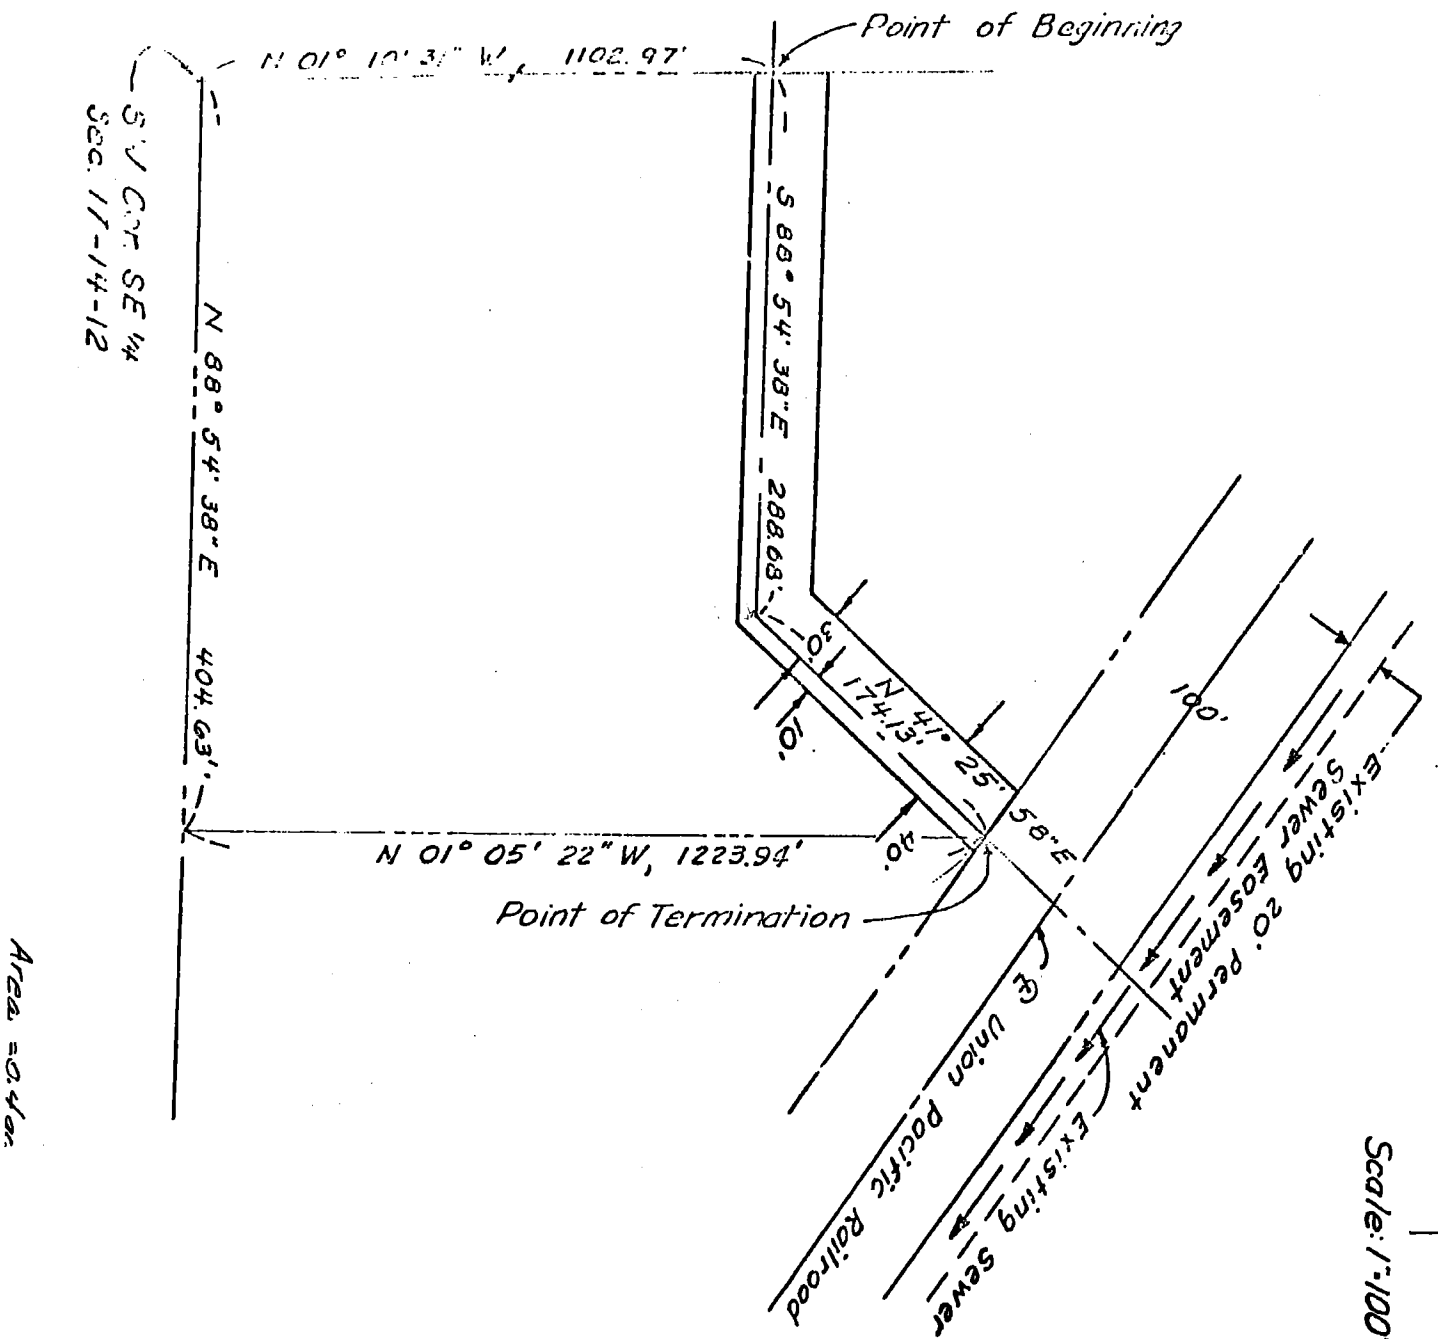 Point of Beginning
N 01° 10' 31" W, 1102.97'
SW Cor. SE ¼
Sec. 17-14-12
S 88° 54' 38" E 288.68'
N 88° 54' 38" E 404.63'
30'
N 41° 25' 58" E
174.13'
10'
40'
100'
N 01° 05' 22" W, 1223.94'
Point of Termination
Existing 20' Permanent
Sewer Easement
Existing Sewer
℄ Union Pacific Railroad
Area = 0.4 ac.
Scale: 1"=100'